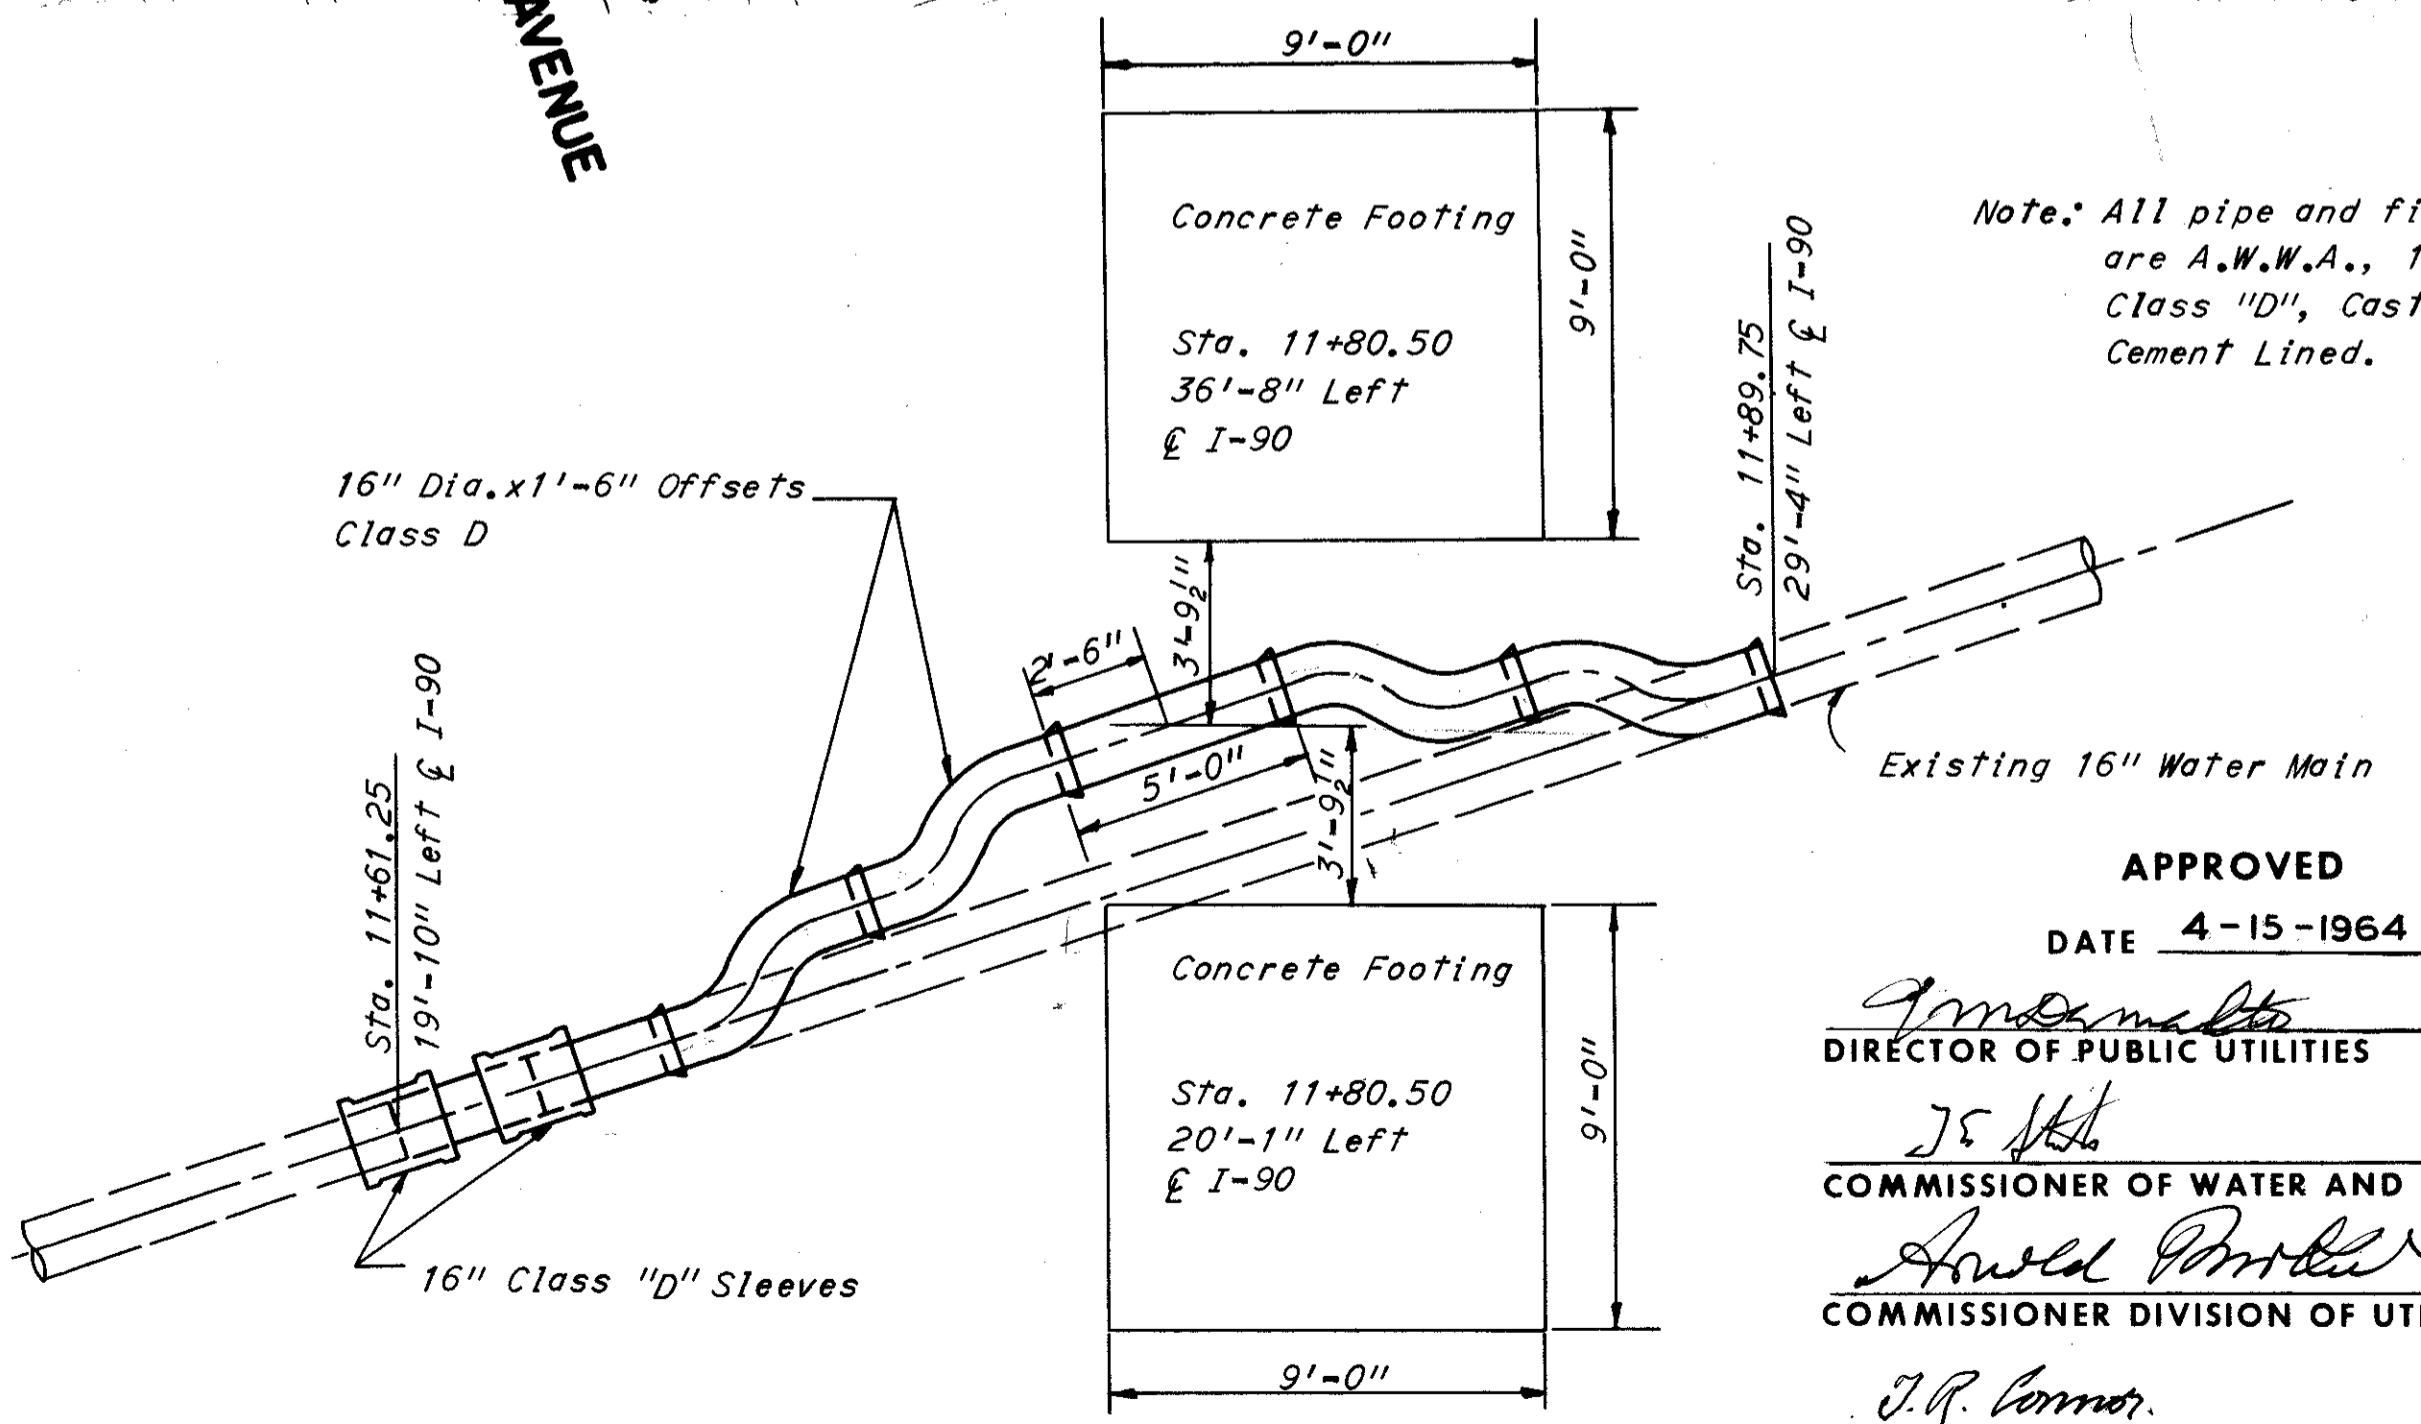 AVENUE
9'-0"
Concrete Footing
Sta. 11+80.50
36'-8" Left
℄ I-90
9'-0"
Sta. 11+89.75
29'-4" Left ℄ I-90
Note: All pipe and fi
are A.W.W.A., 1
Class "D", Cast
Cement Lined.
16" Dia.x1'-6" Offsets
Class D
2'-6"
3'-9½"
5'-0"
3'-9½"
Existing 16" Water Main
Sta. 11+61.25
19'-10" Left ℄ I-90
16" Class "D" Sleeves
Concrete Footing
Sta. 11+80.50
20'-1" Left
℄ I-90
9'-0"
9'-0"
APPROVED
DATE 4-15-1964
DIRECTOR OF PUBLIC UTILITIES
COMMISSIONER OF WATER AND
Arnold
COMMISSIONER DIVISION OF UTI
J.R. Connor.